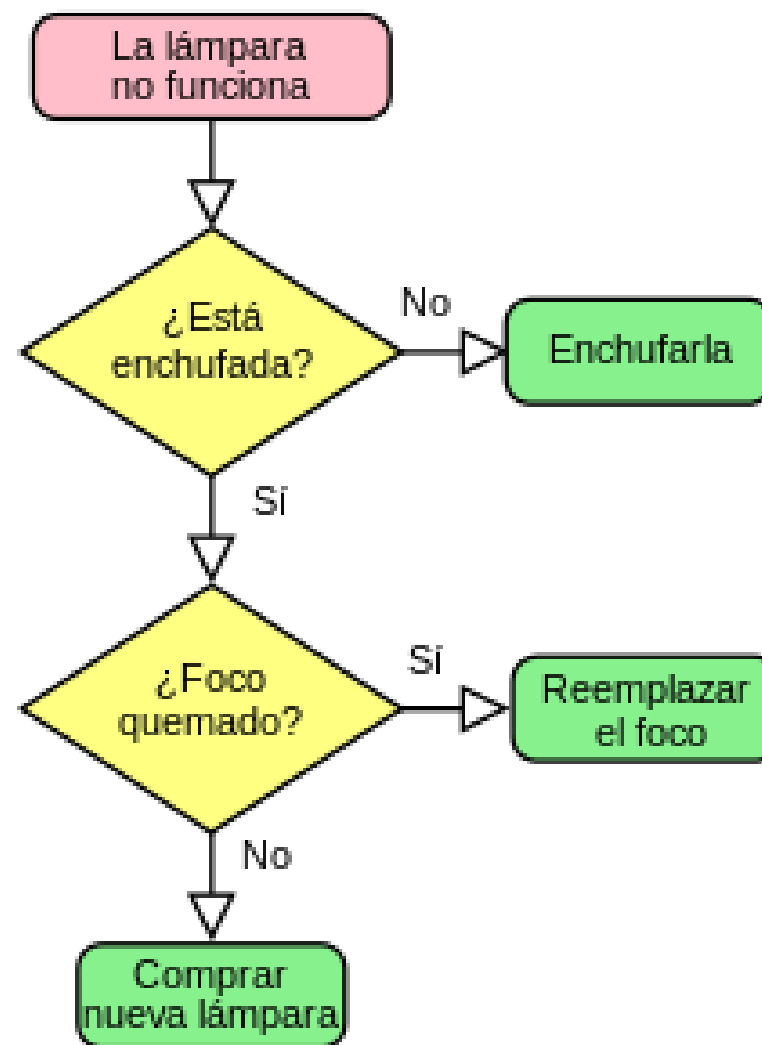 La lámpara
no funciona
¿Está
enchufada?
No
Enchufarla
Sí
¿Foco
quemado?
Sí
Reemplazar
el foco
No
Comprar
nueva lámpara